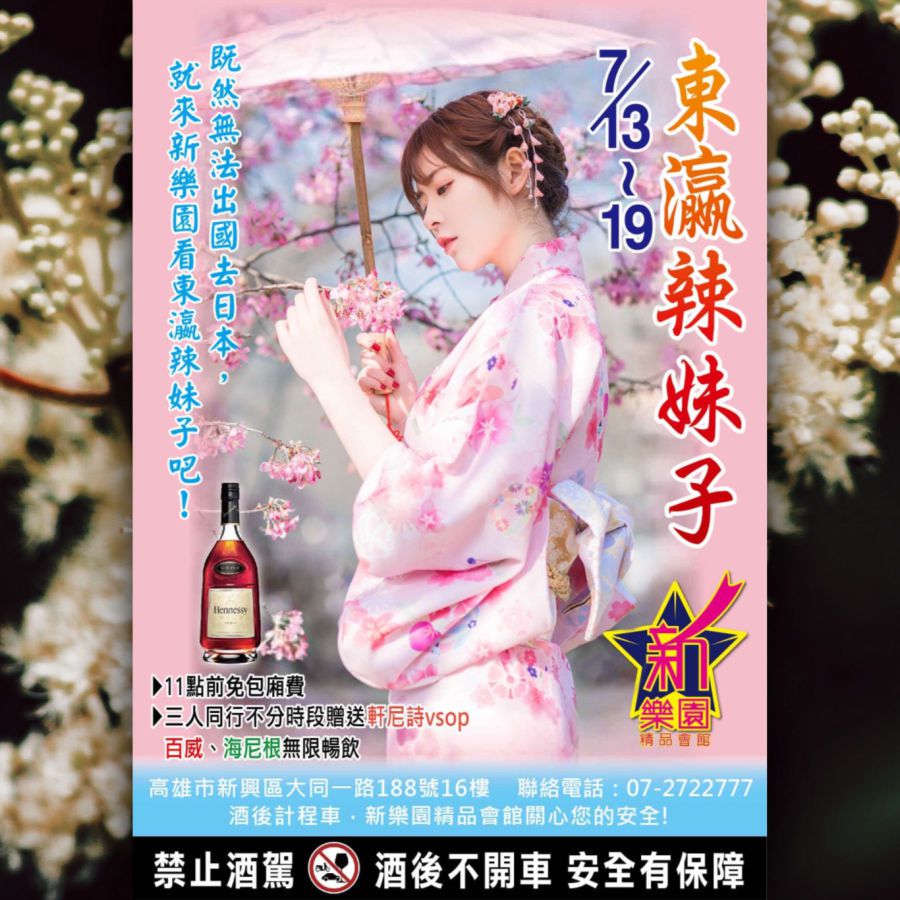 東瀛辣妹子
7/13~19
既然無法出國去日本，
就來新樂園看東瀛辣妹子吧！
Hennessy
新
樂園
精品會館
11點前免包廂費
三人同行不分時段贈送軒尼詩vsop
百威、海尼根無限暢飲
高雄市新興區大同一路188號16樓 聯絡電話：07-2722777
酒後計程車．新樂園精品會館關心您的安全!
禁止酒駕 酒後不開車 安全有保障